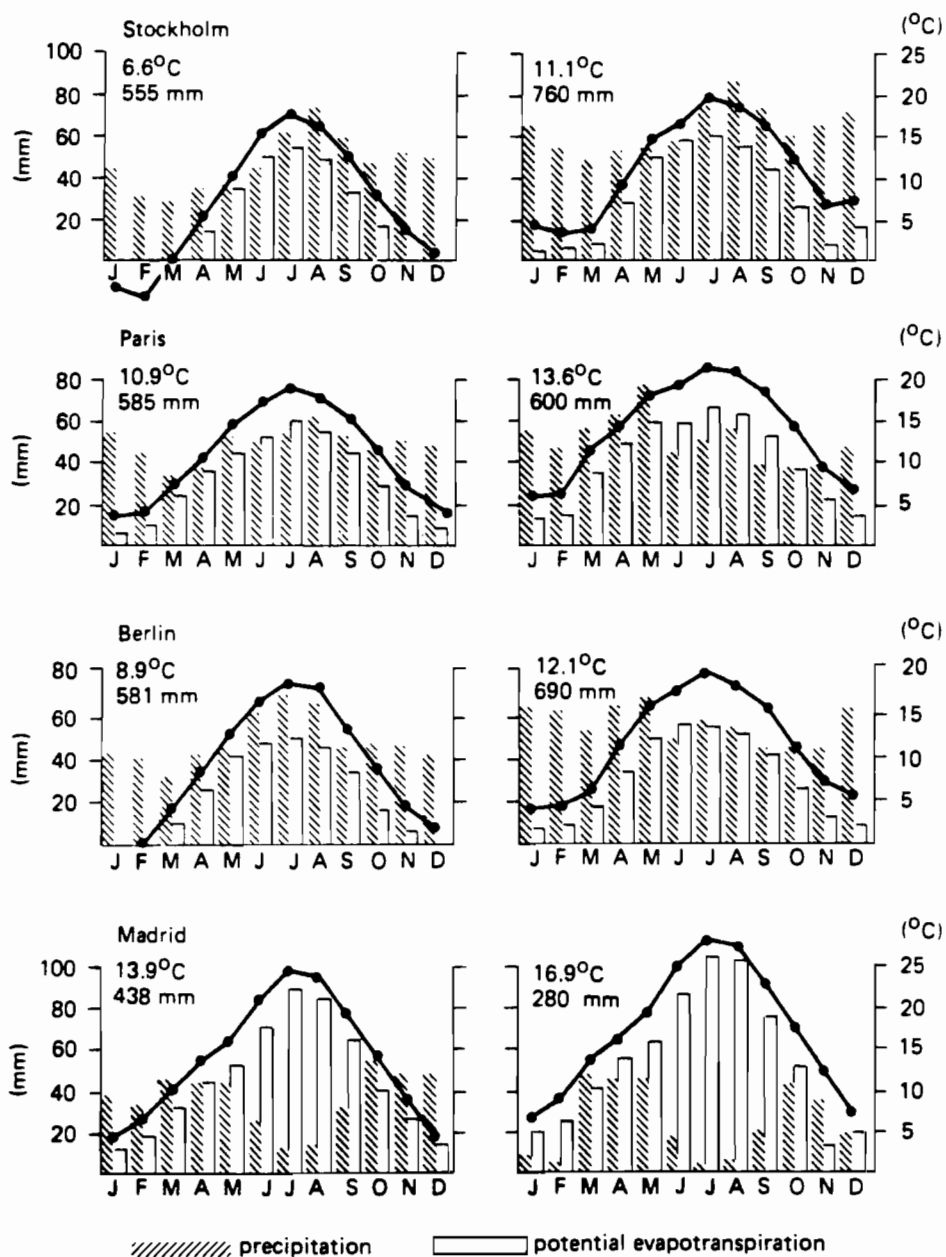 Stockholm
6.6°C
555 mm
100
80
60
40
20
(mm)
J F M A M J J A S O N D
11.1°C
760 mm
(°C)
25
20
15
10
5
J F M A M J J A S O N D
Paris
10.9°C
585 mm
80
60
40
20
(mm)
J F M A M J J A S O N D
13.6°C
600 mm
(°C)
20
15
10
5
J F M A M J J A S O N D
Berlin
8.9°C
581 mm
80
60
40
20
(mm)
J F M A M J J A S O N D
12.1°C
690 mm
(°C)
20
15
10
5
J F M A M J J A S O N D
Madrid
13.9°C
438 mm
100
80
60
40
20
(mm)
J F M A M J J A S O N D
16.9°C
280 mm
(°C)
25
20
15
10
5
J F M A M J J A S O N D
precipitation
potential evapotranspiration